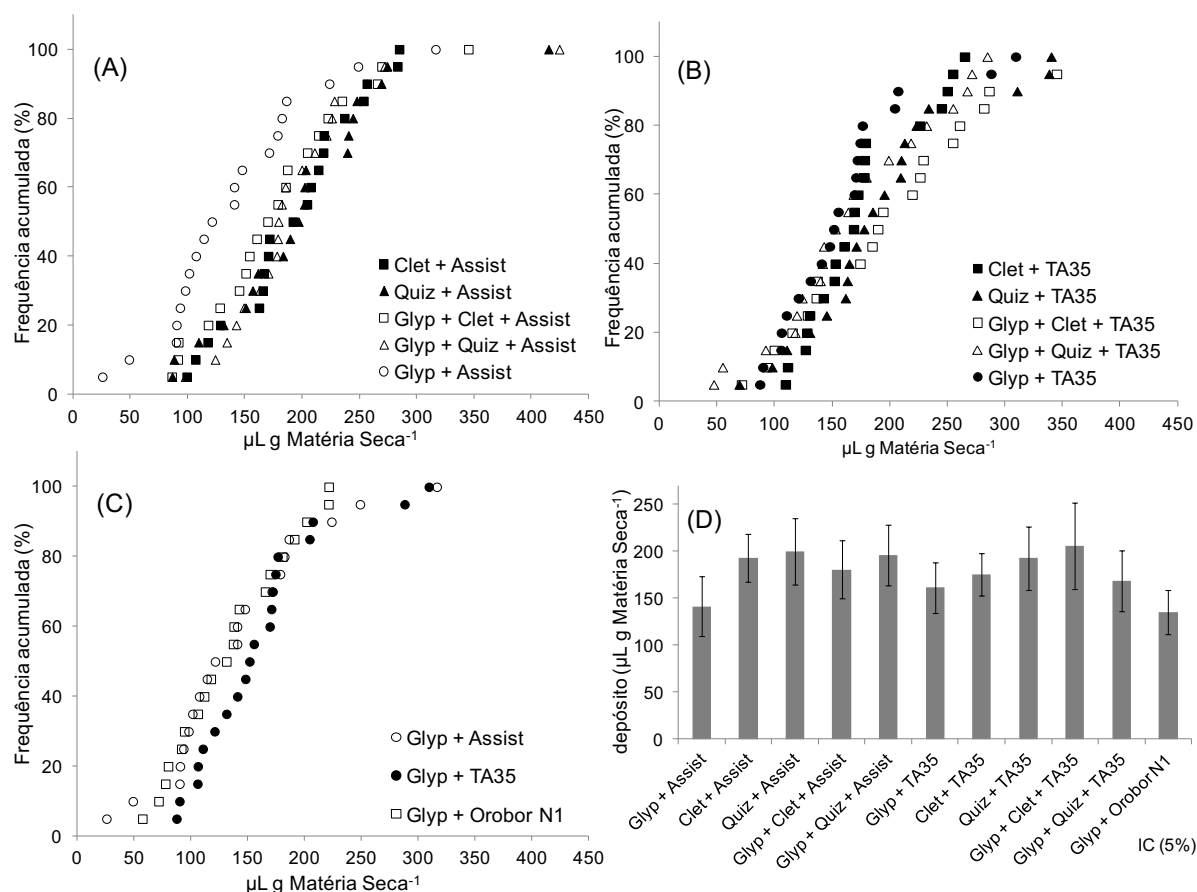 (A)
Frequência acumulada (%)
100
80
60
40
20
0
0 50 100 150 200 250 300 350 400 450
µL g Matéria Seca⁻¹
Clet + Assist
Quiz + Assist
Glyp + Clet + Assist
Glyp + Quiz + Assist
Glyp + Assist
(B)
Frequência acumulada (%)
100
80
60
40
20
0
0 50 100 150 200 250 300 350 400 450
µL g Matéria Seca⁻¹
Clet + TA35
Quiz + TA35
Glyp + Clet + TA35
Glyp + Quiz + TA35
Glyp + TA35
(C)
Frequência acumulada (%)
100
80
60
40
20
0
0 50 100 150 200 250 300 350 400 450
µL g Matéria Seca⁻¹
Glyp + Assist
Glyp + TA35
Glyp + Orobor N1
(D)
depósito (µL g Matéria Seca⁻¹)
250
200
150
100
50
0
Glyp + Assist
Clet + Assist
Quiz + Assist
Glyp + Clet + Assist
Glyp + Quiz + Assist
Glyp + TA35
Clet + TA35
Quiz + TA35
Glyp + Clet + TA35
Glyp + Quiz + TA35
Glyp + Orobor N1
IC (5%)